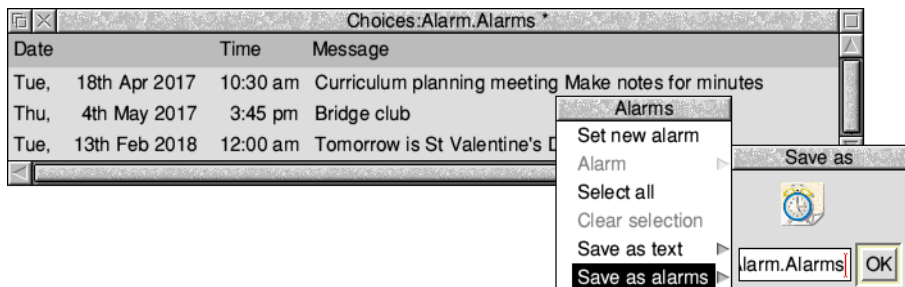 Choices:Alarm.Alarms *
Date Time Message
Tue, 18th Apr 2017 10:30 am Curriculum planning meeting Make notes for minutes
Thu, 4th May 2017 3:45 pm Bridge club
Tue, 13th Feb 2018 12:00 am Tomorrow is St Valentine's
Alarms
Set new alarm
Alarm
Select all
Clear selection
Save as text
Save as alarms
Save as
larm.Alarms
OK